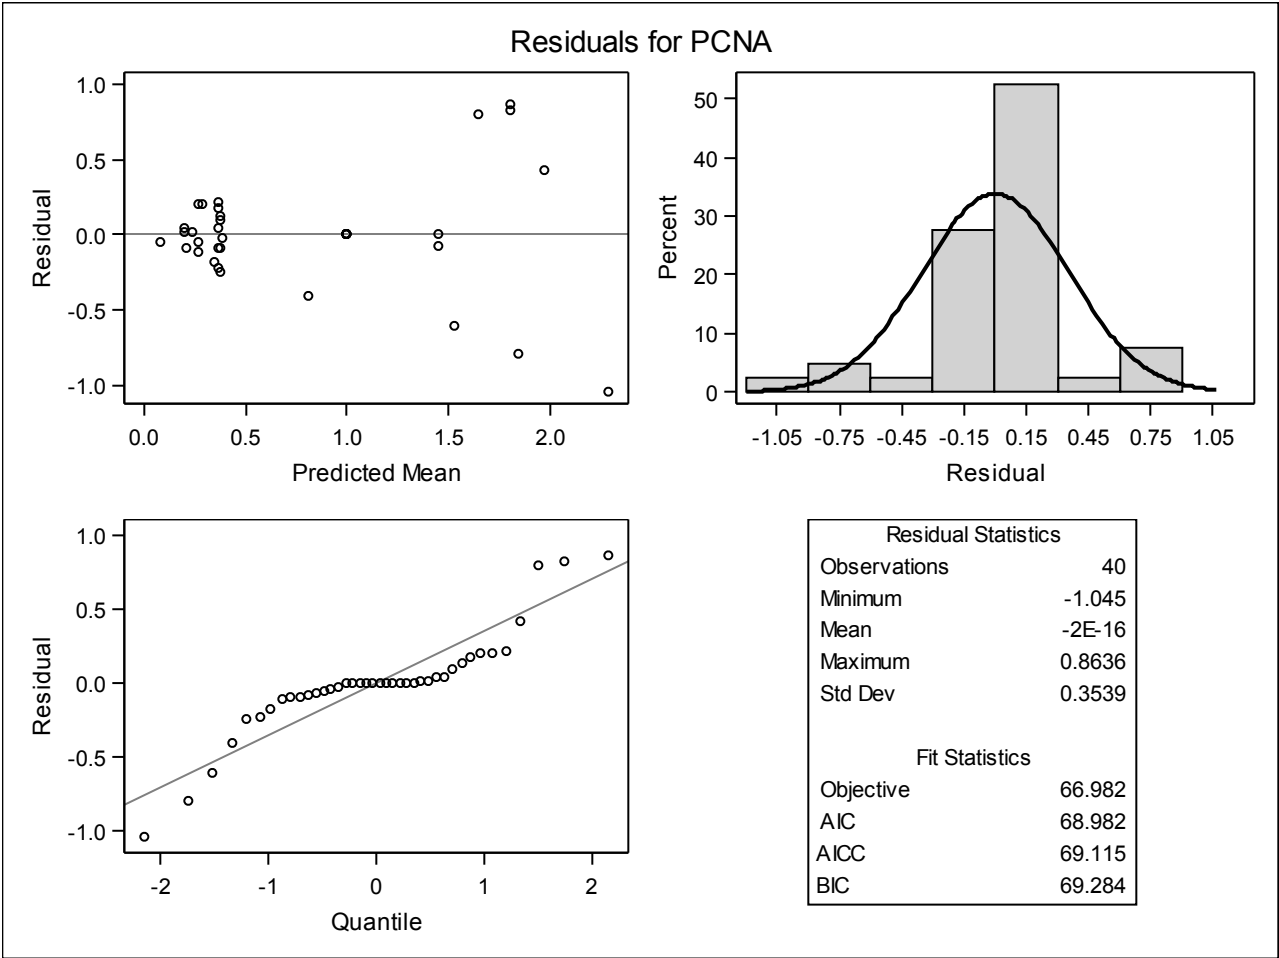 Residuals for PCNA
1.0
0.5
0.0
-0.5
-1.0
Residual
0.0 0.5 1.0 1.5 2.0
Predicted Mean
50
40
30
20
10
0
Percent
-1.05 -0.75 -0.45 -0.15 0.15 0.45 0.75 1.05
Residual
1.0
0.5
0.0
-0.5
-1.0
Residual
-2 -1 0 1 2
Quantile
Residual Statistics
Observations 40
Minimum -1.045
Mean -2E-16
Maximum 0.8636
Std Dev 0.3539
Fit Statistics
Objective 66.982
AIC 68.982
AICC 69.115
BIC 69.284